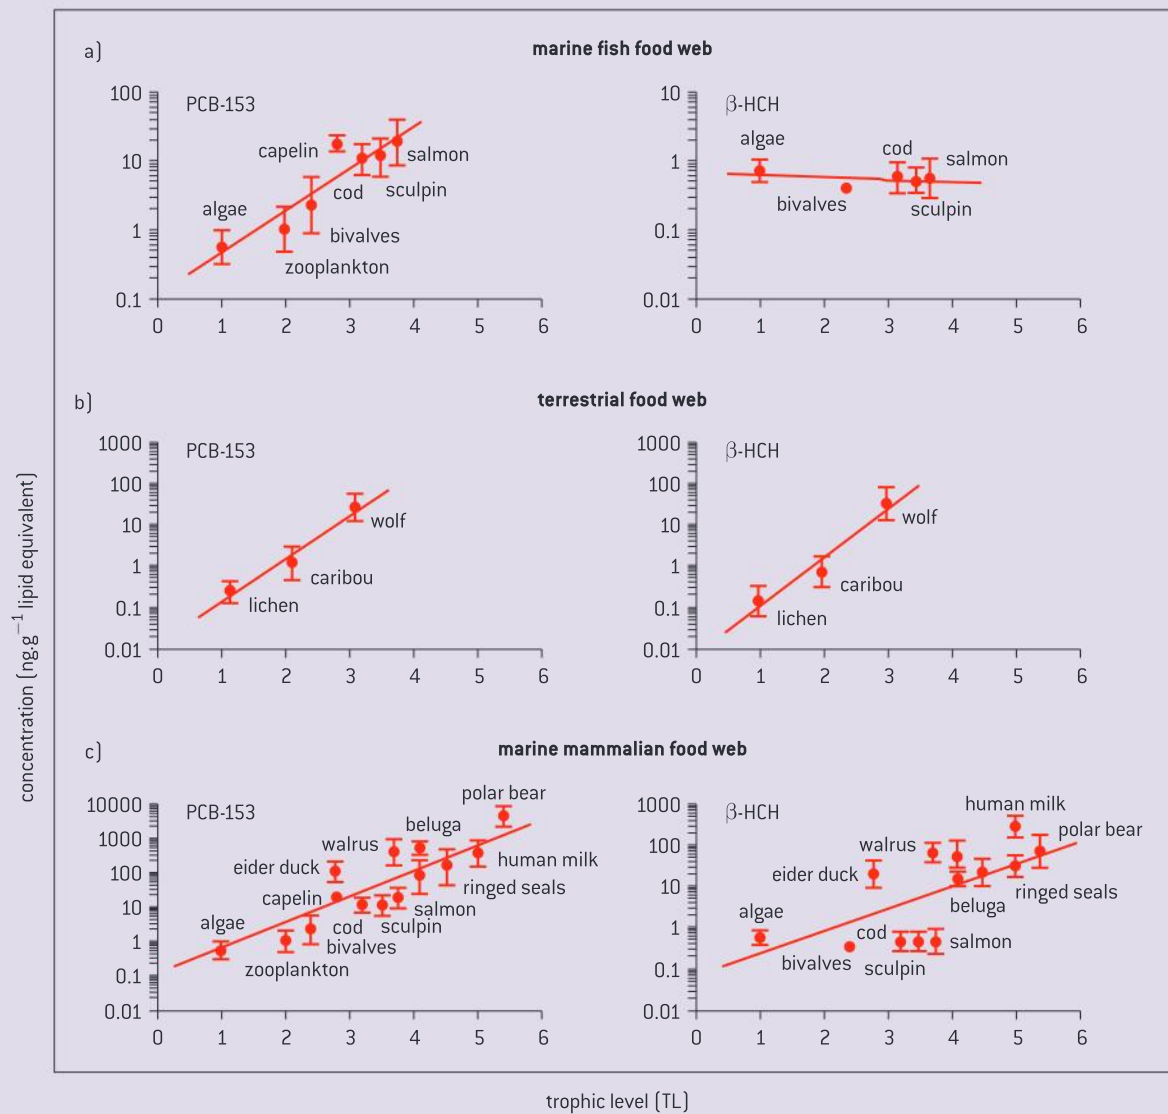 a)
marine fish food web
100
10
1
0.1
0 1 2 3 4 5 6
PCB-153
capelin
salmon
sculpin
cod
algae
bivalves
zooplankton
10
1
0.1
0.01
0 1 2 3 4 5 6
β-HCH
algae
cod
salmon
bivalves
sculpin
b)
terrestrial food web
1000
100
10
1
0.1
0.01
0 1 2 3 4 5 6
PCB-153
wolf
caribou
lichen
1000
100
10
1
0.1
0.01
0 1 2 3 4 5 6
β-HCH
wolf
caribou
lichen
c)
marine mammalian food web
10000
1000
100
10
1
0.1
0.01
0 1 2 3 4 5 6
PCB-153
polar bear
beluga
walrus
human milk
eider duck
ringed seals
capelin
salmon
algae
cod
sculpin
bivalves
zooplankton
1000
100
10
1
0.1
0.01
0 1 2 3 4 5 6
β-HCH
human milk
polar bear
walrus
eider duck
ringed seals
beluga
algae
cod
salmon
bivalves
sculpin
concentration (ng.g⁻¹ lipid equivalent)
trophic level (TL)